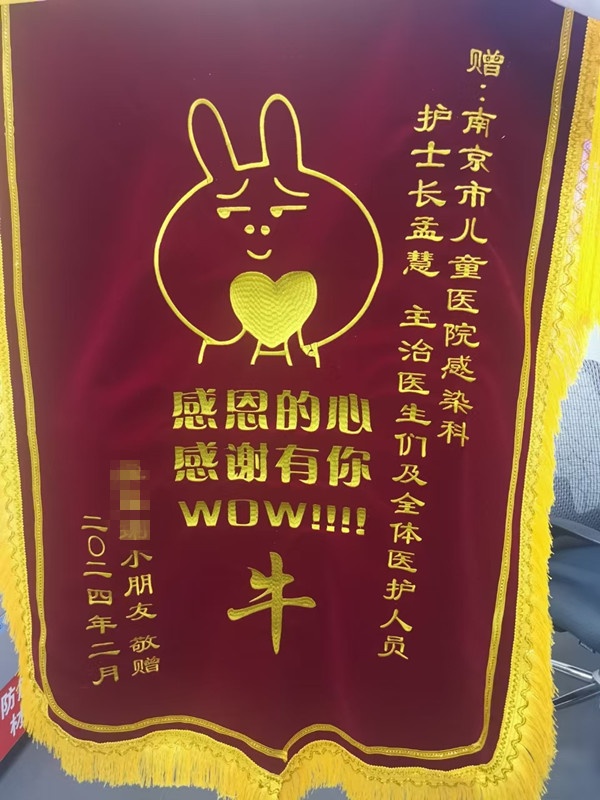 赠：南京市儿童医院感染科
护士长孟慧 主治医生们及全体医护人员
感恩的心
感谢有你
WOW!!!!
牛
小朋友 敬赠
二〇二四年二月
防